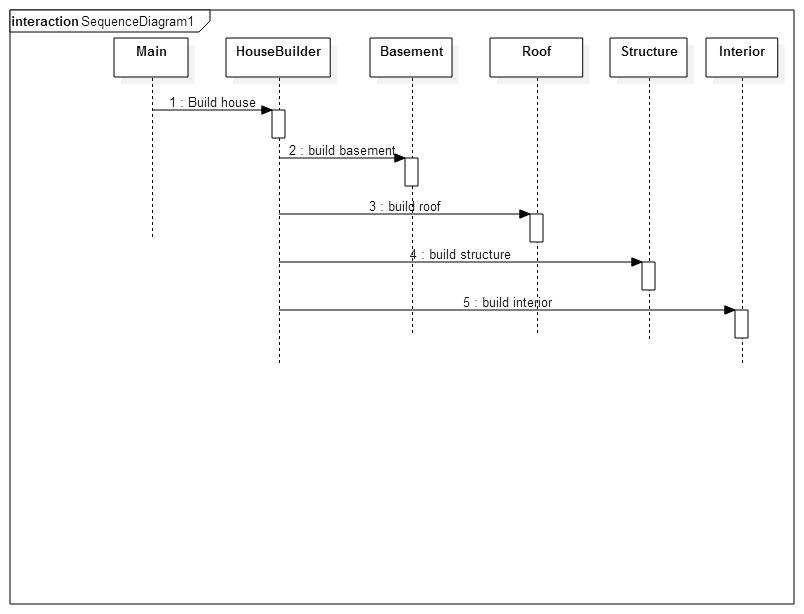 interaction SequenceDiagram1
Main
HouseBuilder
Basement
Roof
Structure
Interior
1 : Build house
2 : build basement
3 : build roof
4 : build structure
5 : build interior